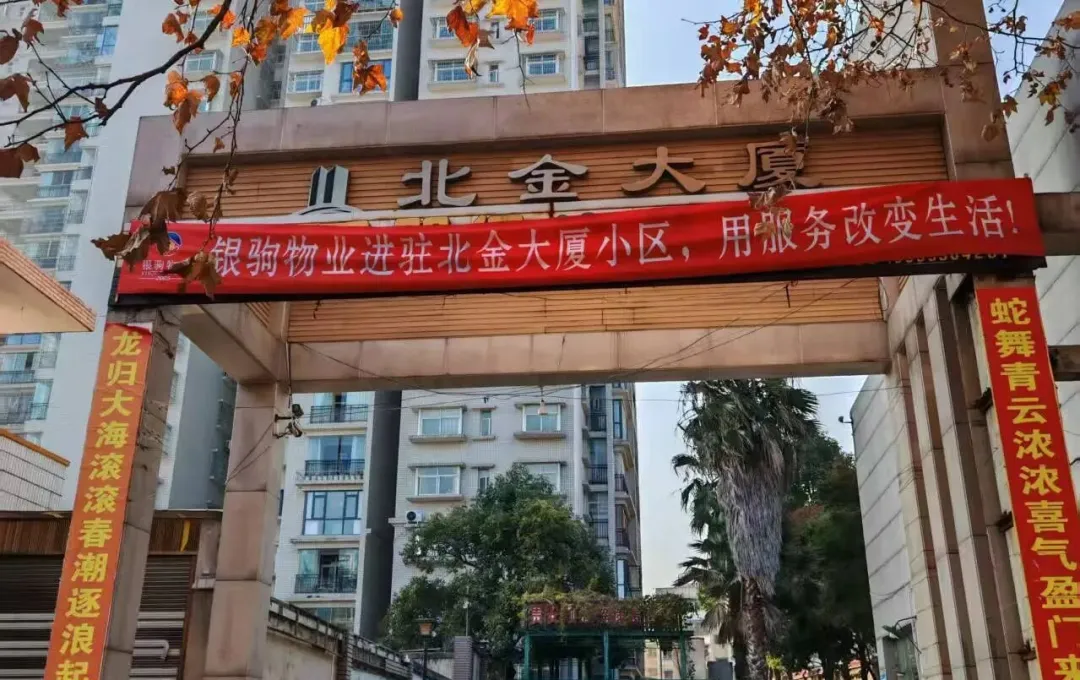 北金大厦
银驹物业进驻北金大厦小区，用服务改变生活！
龙归大海滚滚春潮逐浪起
蛇舞青云浓浓喜气盈门来